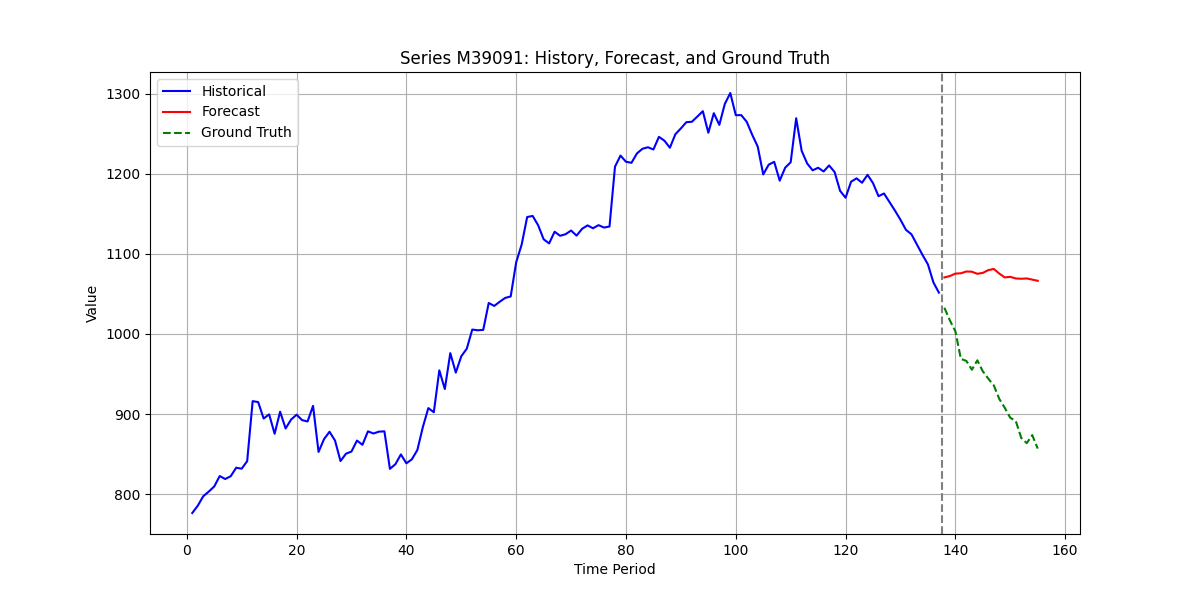 Series M39091: History, Forecast, and Ground Truth
Historical
Forecast
Ground Truth
1300
1200
1100
1000
900
800
Value
0 20 40 60 80 100 120 140 160
Time Period